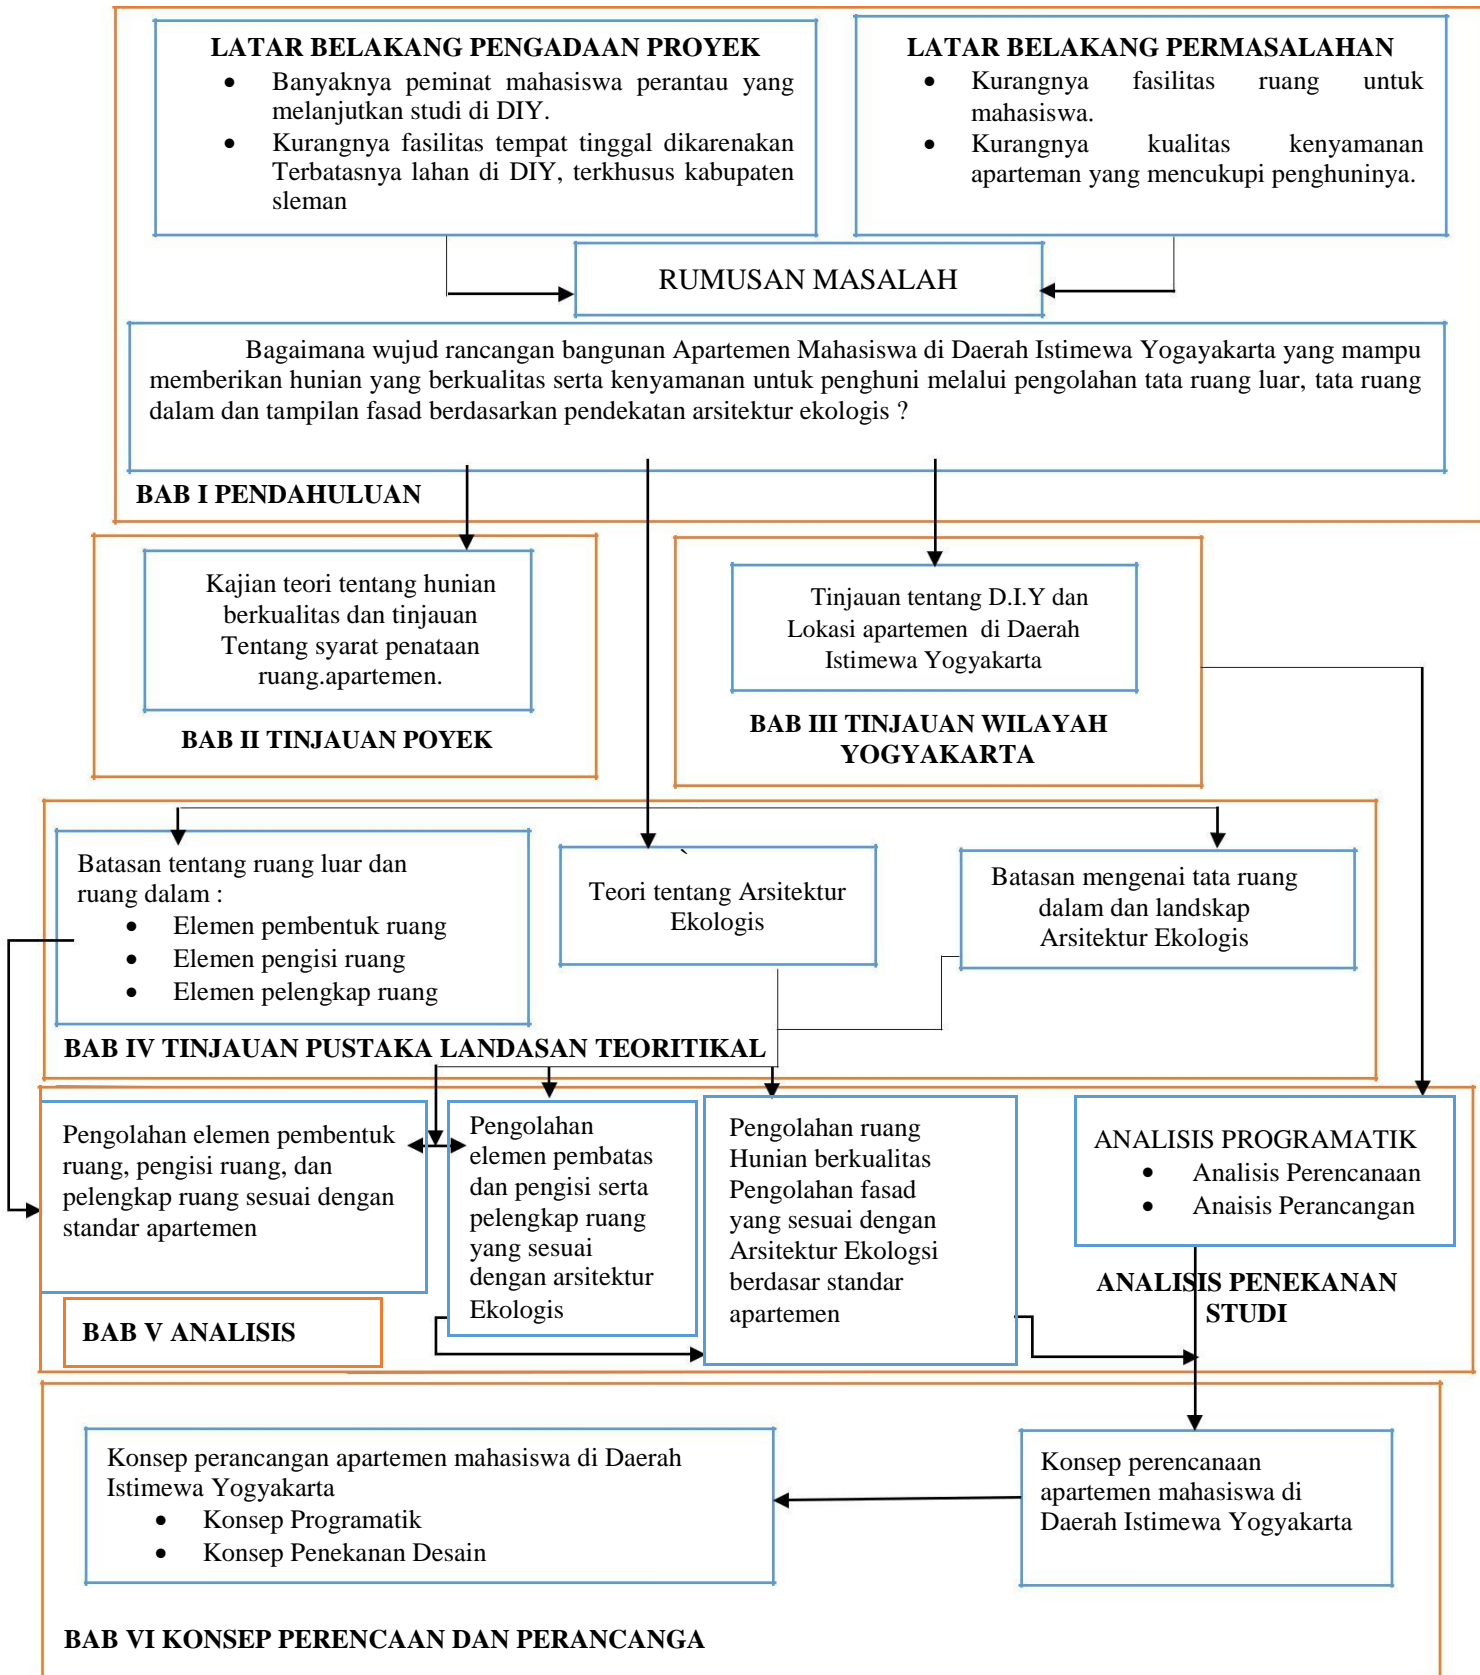 LATAR BELAKANG PENGADAAN PROYEK
• Banyaknya peminat mahasiswa perantau yang
melanjutkan studi di DIY.
• Kurangnya fasilitas tempat tinggal dikarenakan
Terbatasnya lahan di DIY, terkhusus kabupaten
sleman
LATAR BELAKANG PERMASALAHAN
• Kurangnya fasilitas ruang untuk
mahasiswa.
• Kurangnya kualitas kenyamanan
aparteman yang mencukupi penghuninya.
RUMUSAN MASALAH
Bagaimana wujud rancangan bangunan Apartemen Mahasiswa di Daerah Istimewa Yogayakarta yang mampu
memberikan hunian yang berkualitas serta kenyamanan untuk penghuni melalui pengolahan tata ruang luar, tata ruang
dalam dan tampilan fasad berdasarkan pendekatan arsitektur ekologis ?
BAB I PENDAHULUAN
Kajian teori tentang hunian
berkualitas dan tinjauan
Tentang syarat penataan
ruang.apartemen.
BAB II TINJAUAN POYEK
Tinjauan tentang D.I.Y dan
Lokasi apartemen di Daerah
Istimewa Yogyakarta
BAB III TINJAUAN WILAYAH
YOGYAKARTA
Batasan tentang ruang luar dan
ruang dalam :
• Elemen pembentuk ruang
• Elemen pengisi ruang
• Elemen pelengkap ruang
`
Teori tentang Arsitektur
Ekologis
Batasan mengenai tata ruang
dalam dan landskap
Arsitektur Ekologis
BAB IV TINJAUAN PUSTAKA LANDASAN TEORITIKAL
Pengolahan elemen pembentuk
ruang, pengisi ruang, dan
pelengkap ruang sesuai dengan
standar apartemen
Pengolahan
elemen pembatas
dan pengisi serta
pelengkap ruang
yang sesuai
dengan arsitektur
Ekologis
Pengolahan ruang
Hunian berkualitas
Pengolahan fasad
yang sesuai dengan
Arsitektur Ekologsi
berdasar standar
apartemen
ANALISIS PROGRAMATIK
• Analisis Perencanaan
• Anaisis Perancangan
ANALISIS PENEKANAN
STUDI
BAB V ANALISIS
Konsep perancangan apartemen mahasiswa di Daerah
Istimewa Yogyakarta
• Konsep Programatik
• Konsep Penekanan Desain
Konsep perencanaan
apartemen mahasiswa di
Daerah Istimewa Yogyakarta
BAB VI KONSEP PERENCAAN DAN PERANCANGA